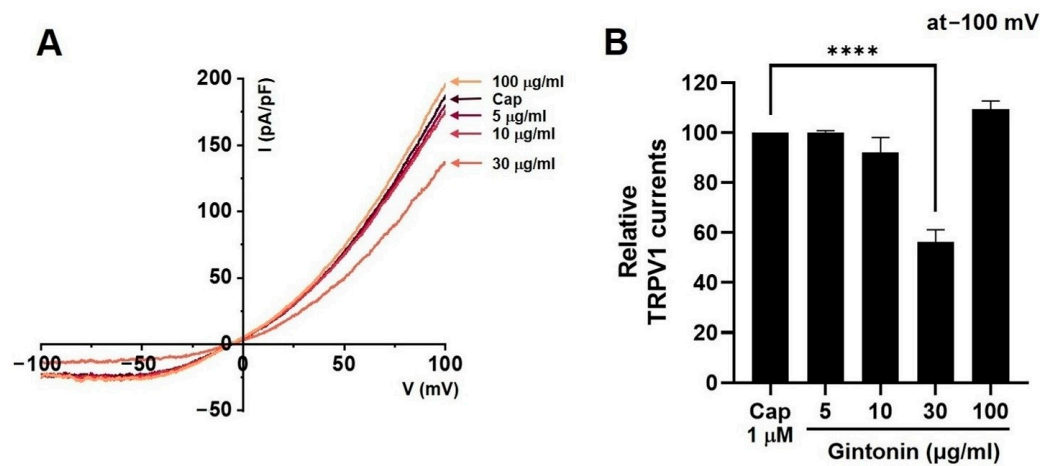 A
200
150
100
50
0
−50
I (pA/pF)
−100
−50
0
50
100
V (mV)
100 µg/ml
Cap
5 µg/ml
10 µg/ml
30 µg/ml
B
at−100 mV
****
Relative
TRPV1 currents
120
100
80
60
40
20
0
Cap 5 10 30 100
1 µM
Gintonin (µg/ml)